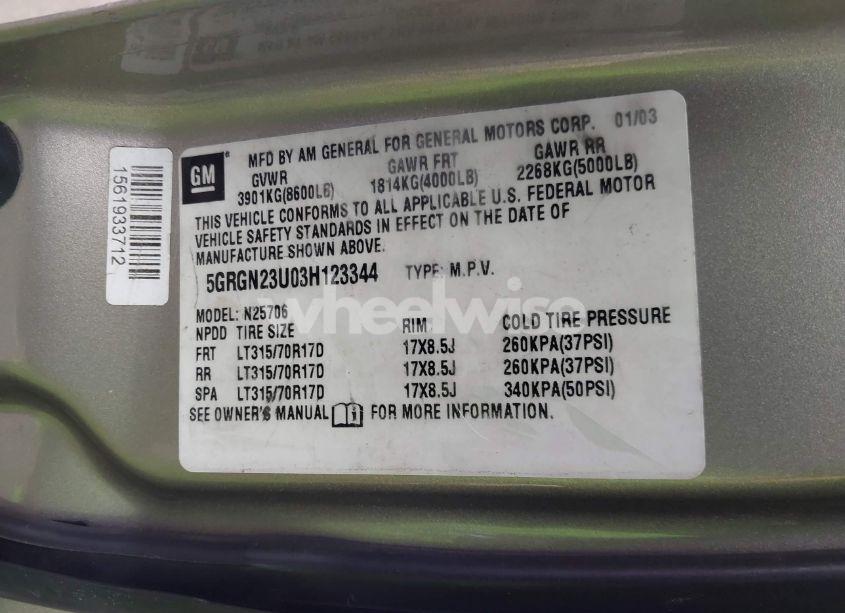 1561933712
GM
MFD BY AM GENERAL FOR GENERAL MOTORS CORP. 01/03
GVWR GAWR FRT GAWR RR
3901KG(8600LB) 1814KG(4000LB) 2268KG(5000LB)
THIS VEHICLE CONFORMS TO ALL APPLICABLE U.S. FEDERAL MOTOR
VEHICLE SAFETY STANDARDS IN EFFECT ON THE DATE OF
MANUFACTURE SHOWN ABOVE.
5GRGN23U03H123344 TYPE: M.P.V.
wheelwise
MODEL: N25706
NPDD TIRE SIZE RIM COLD TIRE PRESSURE
FRT LT315/70R17D 17X8.5J 260KPA(37PSI)
RR LT315/70R17D 17X8.5J 260KPA(37PSI)
SPA LT315/70R17D 17X8.5J 340KPA(50PSI)
SEE OWNER'S MANUAL FOR MORE INFORMATION.